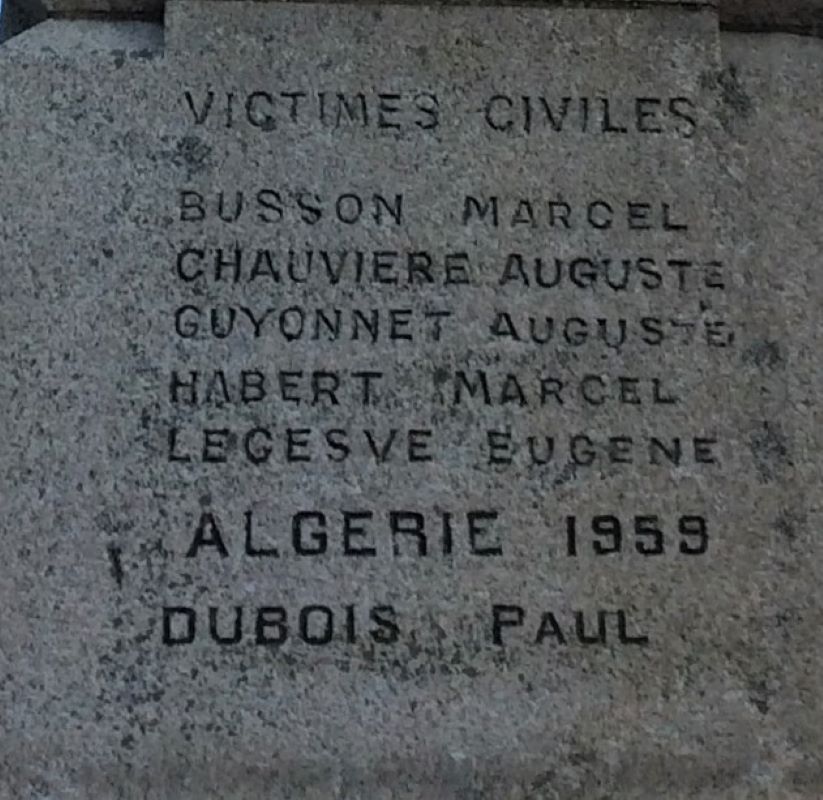 VICTIMES CIVILES
BUSSON MARCEL
CHAUVIERE AUGUSTE
GUYONNET AUGUSTE
HABERT MARCEL
LEGESVE EUGENE
ALGERIE 1959
DUBOIS PAUL